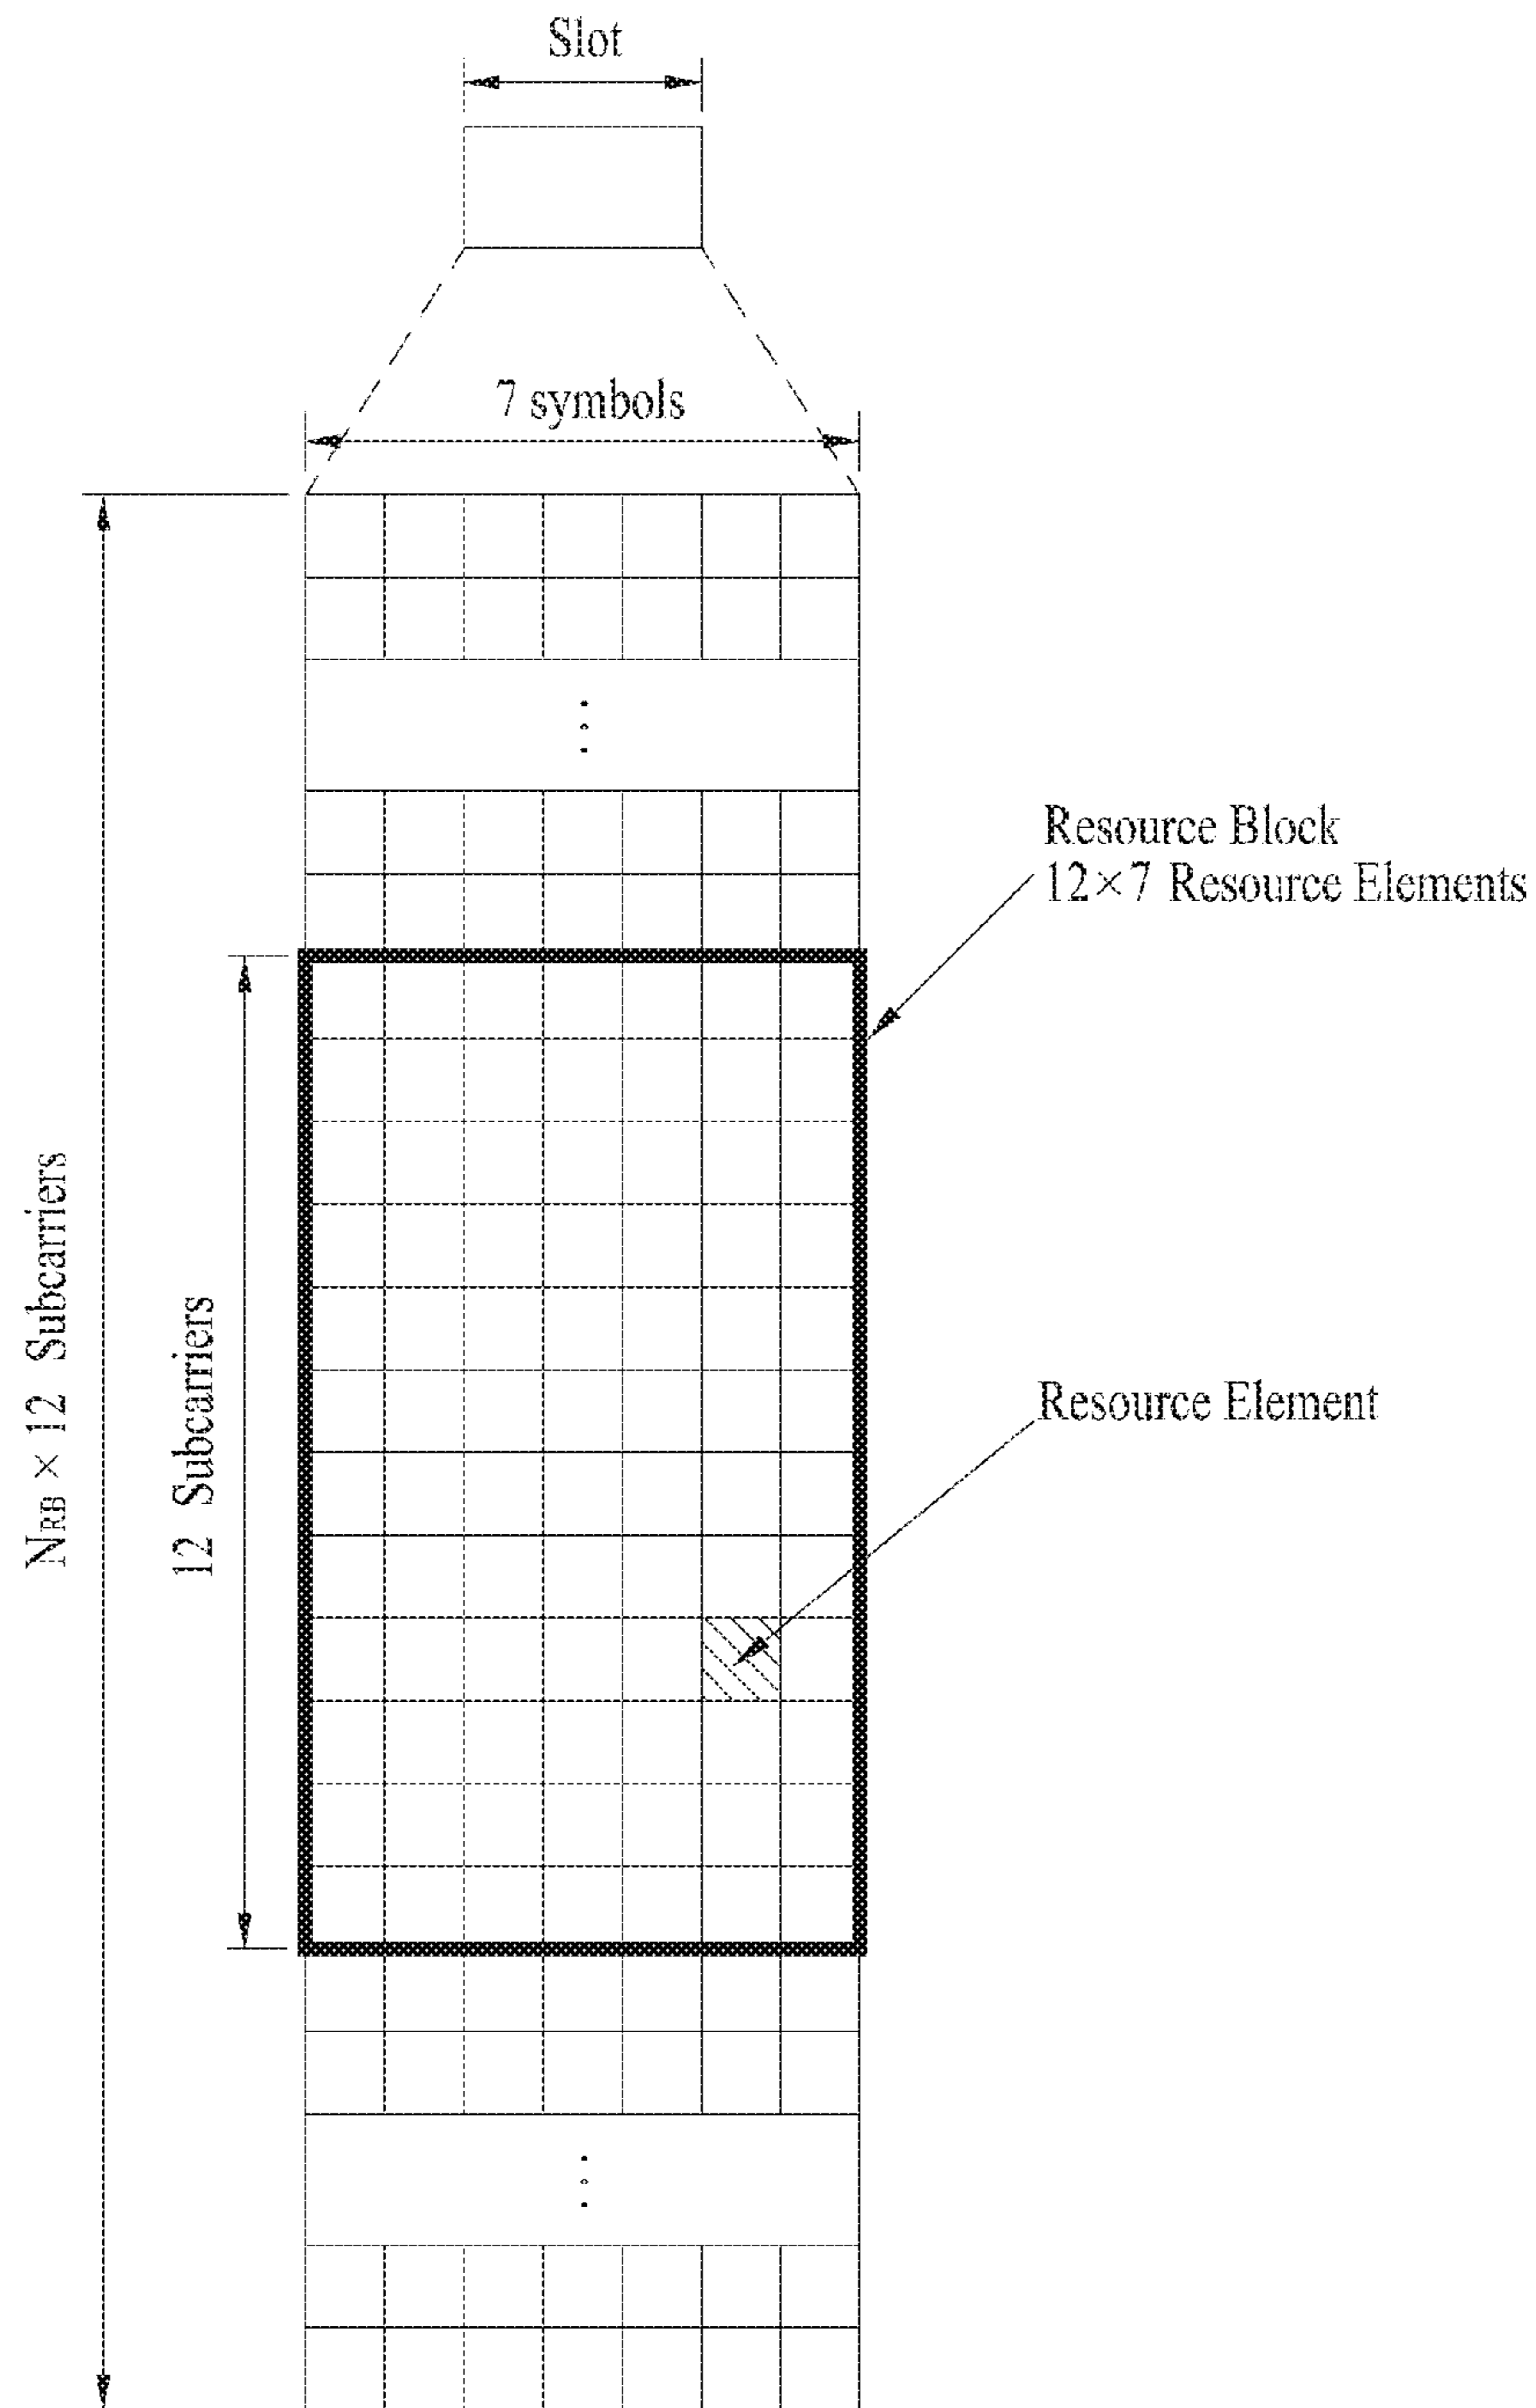 Slot
7 symbols
Resource Block
12×7 Resource Elements
NRB × 12 Subcarriers
12 Subcarriers
Resource Element